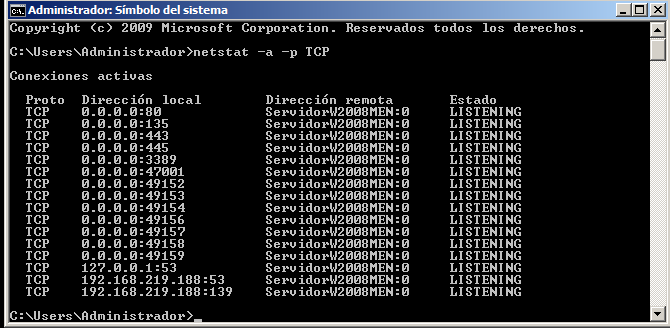 Administrador: Símbolo del sistema
Copyright (c) 2009 Microsoft Corporation. Reservados todos los derechos.
C:\Users\Administrador>netstat -a -p TCP
Conexiones activas
Proto Dirección local Dirección remota Estado
TCP 0.0.0.0:80 ServidorW2008MEN:0 LISTENING
TCP 0.0.0.0:135 ServidorW2008MEN:0 LISTENING
TCP 0.0.0.0:443 ServidorW2008MEN:0 LISTENING
TCP 0.0.0.0:445 ServidorW2008MEN:0 LISTENING
TCP 0.0.0.0:3389 ServidorW2008MEN:0 LISTENING
TCP 0.0.0.0:47001 ServidorW2008MEN:0 LISTENING
TCP 0.0.0.0:49152 ServidorW2008MEN:0 LISTENING
TCP 0.0.0.0:49153 ServidorW2008MEN:0 LISTENING
TCP 0.0.0.0:49154 ServidorW2008MEN:0 LISTENING
TCP 0.0.0.0:49156 ServidorW2008MEN:0 LISTENING
TCP 0.0.0.0:49157 ServidorW2008MEN:0 LISTENING
TCP 0.0.0.0:49158 ServidorW2008MEN:0 LISTENING
TCP 0.0.0.0:49159 ServidorW2008MEN:0 LISTENING
TCP 127.0.0.1:53 ServidorW2008MEN:0 LISTENING
TCP 192.168.219.188:53 ServidorW2008MEN:0 LISTENING
TCP 192.168.219.188:139 ServidorW2008MEN:0 LISTENING
C:\Users\Administrador>_